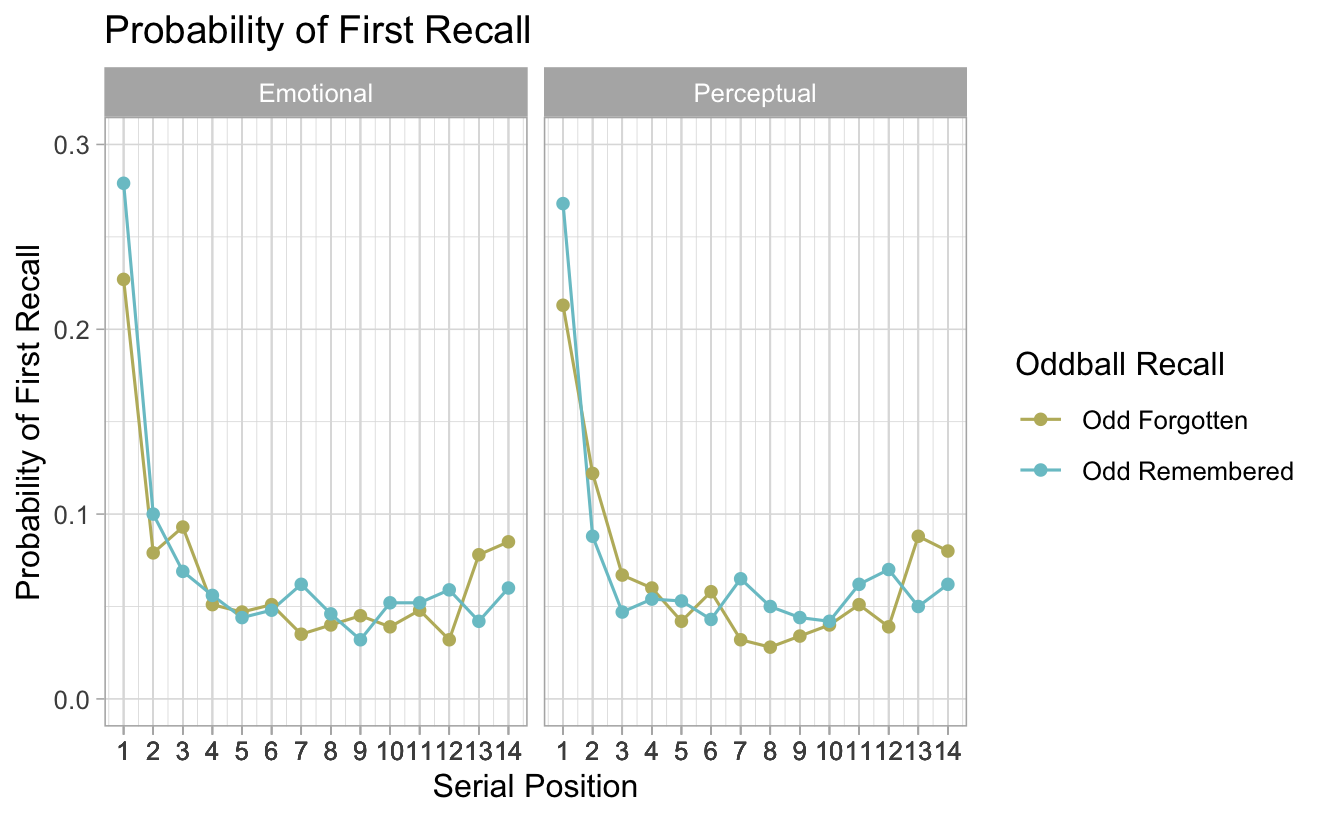 Probability of First Recall
Emotional
Perceptual
Probability of First Recall
0.3
0.2
0.1
0.0
1 2 3 4 5 6 7 8 9 10 11 12 13 14
1 2 3 4 5 6 7 8 9 10 11 12 13 14
Serial Position
Oddball Recall
Odd Forgotten
Odd Remembered